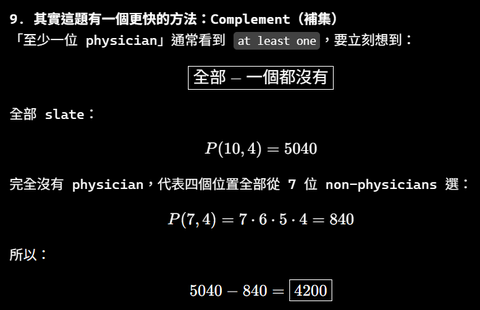 9. 其實這題有一個更快的方法：Complement（補集）
「至少一位 physician」通常看到 at least one，要立刻想到：
全部 − 一個都沒有
全部 slate：
P(10, 4) = 5040
完全沒有 physician，代表四個位置全部從 7 位 non-physicians 選：
P(7, 4) = 7 · 6 · 5 · 4 = 840
所以：
5040 − 840 = 4200